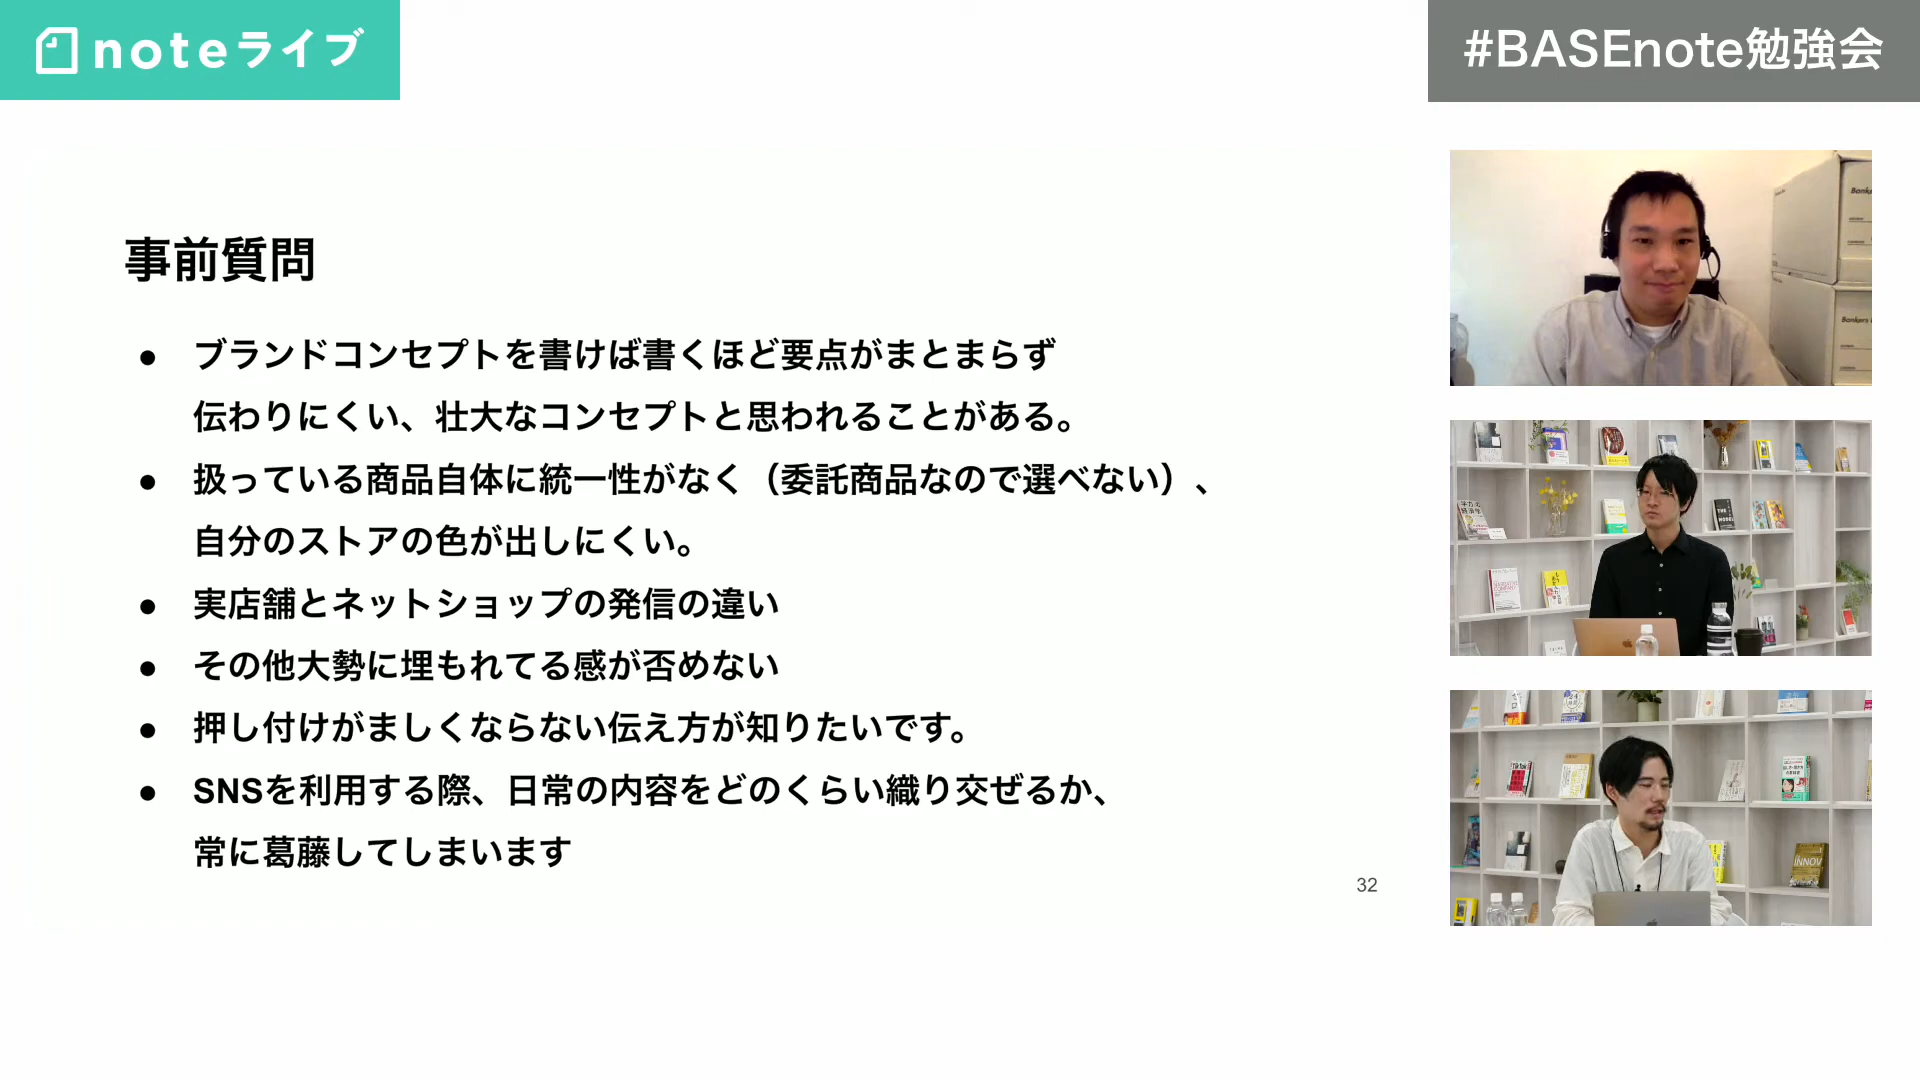 noteライブ
#BASEnote勉強会
事前質問
● ブランドコンセプトを書けば書くほど要点がまとまらず
伝わりにくい、壮大なコンセプトと思われることがある。
● 扱っている商品自体に統一性がなく（委託商品なので選べない）、
自分のストアの色が出しにくい。
● 実店舗とネットショップの発信の違い
● その他大勢に埋もれてる感が否めない
● 押し付けがましくならない伝え方が知りたいです。
● SNSを利用する際、日常の内容をどのくらい織り交ぜるか、
常に葛藤してしまいます
32
Bankers
INNOV